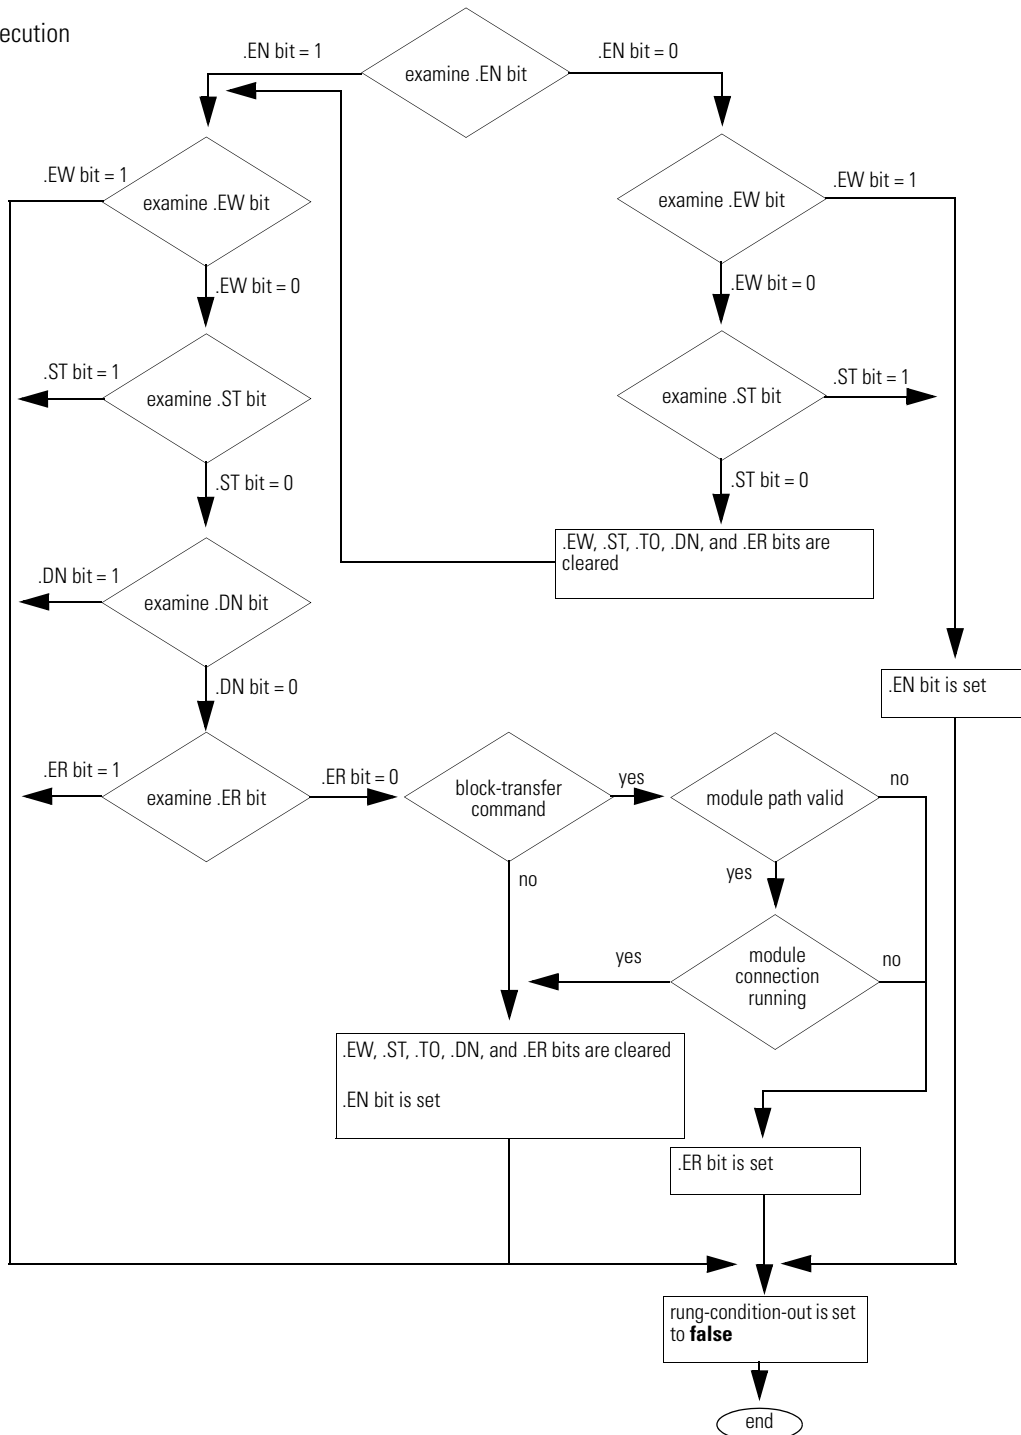 ecution
.EN bit = 1
examine .EN bit
.EN bit = 0
.EW bit = 1
examine .EW bit
examine .EW bit
.EW bit = 1
.EW bit = 0
.EW bit = 0
.ST bit = 1
examine .ST bit
examine .ST bit
.ST bit = 1
.ST bit = 0
.ST bit = 0
.EW, .ST, .TO, .DN, and .ER bits are
cleared
.DN bit = 1
examine .DN bit
.DN bit = 0
.EN bit is set
.ER bit = 1
examine .ER bit
.ER bit = 0
block-transfer
command
yes
module path valid
no
no
yes
yes
module
connection
running
no
.EW, .ST, .TO, .DN, and .ER bits are cleared
.EN bit is set
.ER bit is set
rung-condition-out is set
to false
end